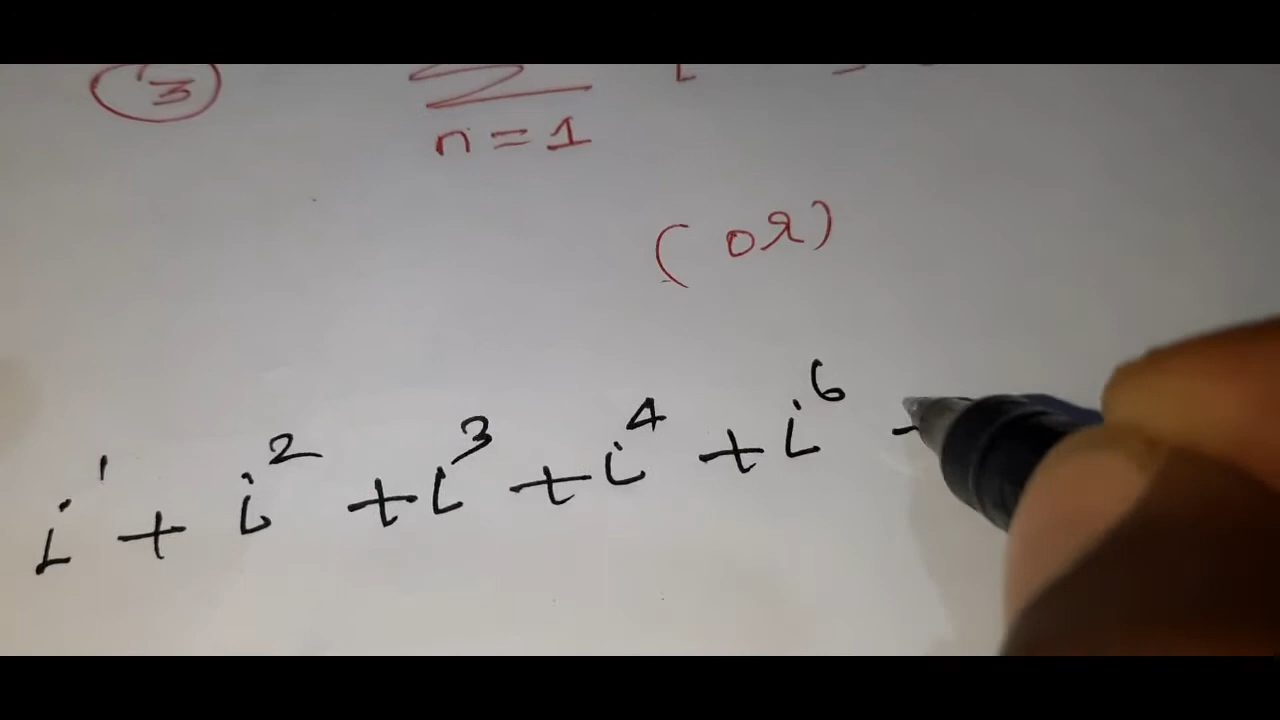 ③ Σ i =
n = 1
(or)
i¹ + i² + i³ + i⁴ + i⁶ +